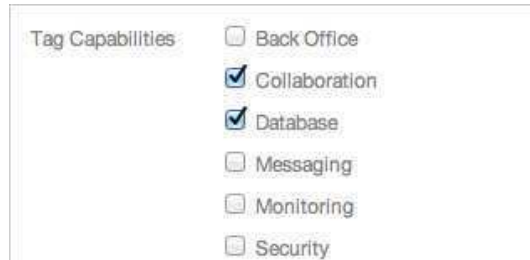 Tag Capabilities Back Office
Collaboration
Database
Messaging
Monitoring
Security